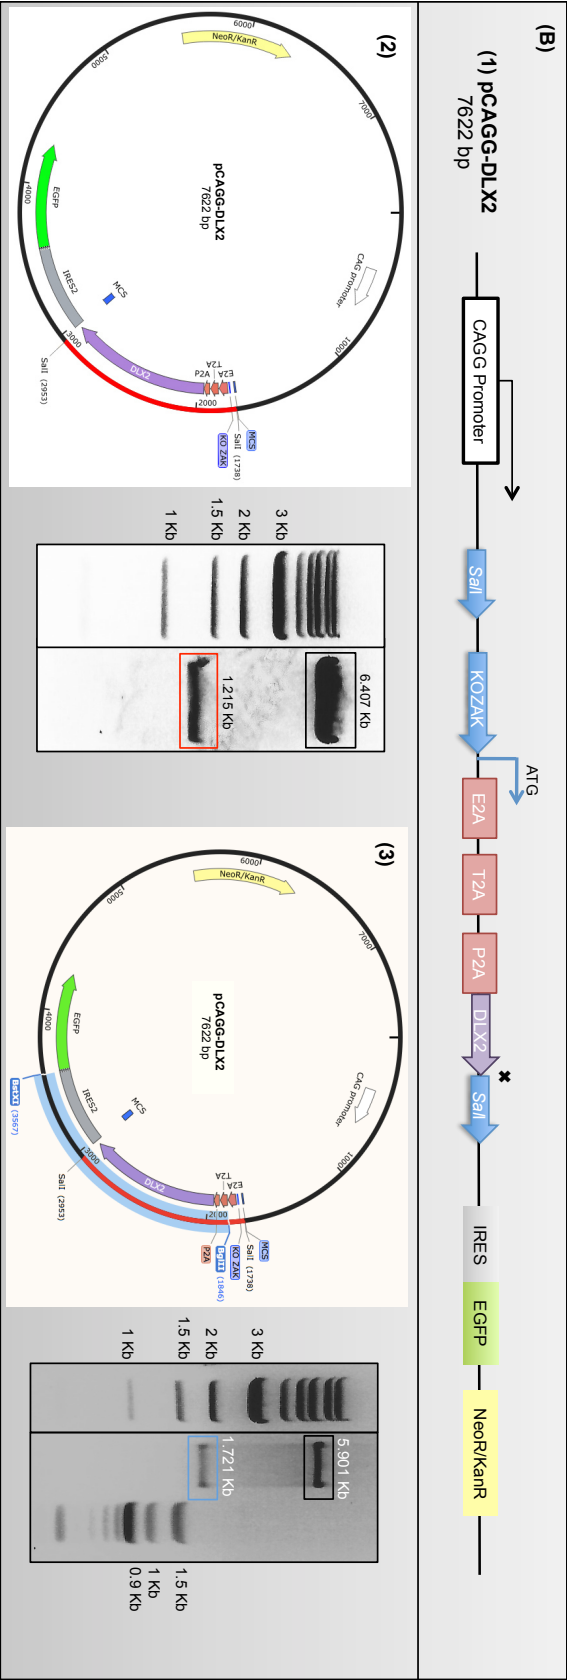 (B)
(1) pCAGG-DLX2
7622 bp
CAGG Promoter
SalI
KOZAK
ATG
E2A
T2A
P2A
DLX2
✖
SalI
IRES
EGFP
NeoR/KanR
(2)
pCAGG-DLX2
7622 bp
1000
2000
3000
4000
5000
6000
7000
CAG promoter
MCS
SalI (1738)
KOZAK
E2A
T2A
P2A
DLX2
SalI (2953)
MCS
IRES2
EGFP
NeoR/KanR
3 Kb
2 Kb
1.5 Kb
1 Kb
6.407 Kb
1.215 Kb
(3)
pCAGG-DLX2
7622 bp
1000
2000
3000
4000
5000
6000
7000
CAG promoter
MCS
SalI (1738)
KOZAK
BglII (1846)
P2A
E2A
T2A
DLX2
SalI (2953)
BstXI (3567)
MCS
IRES2
EGFP
NeoR/KanR
3 Kb
2 Kb
1.5 Kb
1 Kb
5.901 Kb
1.721 Kb
1.5 Kb
1 Kb
0.9 Kb